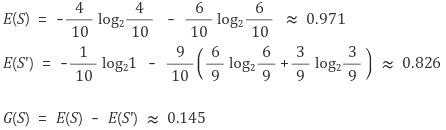 E(S) = -4/10 log₂ 4/10 - 6/10 log₂ 6/10 ≈ 0.971
E(S') = -1/10 log₂1 - 9/10 (6/9 log₂ 6/9 + 3/9 log₂ 3/9) ≈ 0.826
G(S) = E(S) - E(S') ≈ 0.145